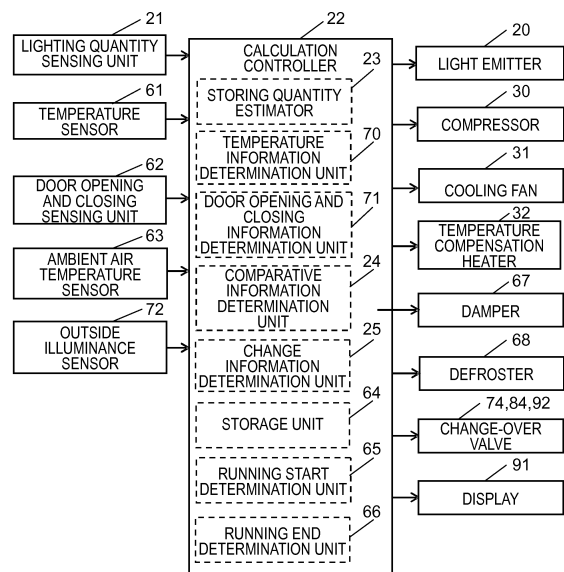 21
LIGHTING QUANTITY
SENSING UNIT
61
TEMPERATURE
SENSOR
62
DOOR OPENING
AND CLOSING
SENSING UNIT
63
AMBIENT AIR
TEMPERATURE
SENSOR
72
OUTSIDE
ILLUMINANCE
SENSOR
22
CALCULATION
CONTROLLER
23
STORING QUANTITY
ESTIMATOR
TEMPERATURE
INFORMATION
DETERMINATION UNIT
70
DOOR OPENING AND
CLOSING
INFORMATION
DETERMINATION UNIT
71
COMPARATIVE
INFORMATION
DETERMINATION
UNIT
24
CHANGE
INFORMATION
DETERMINATION UNIT
25
STORAGE UNIT
64
RUNNING START
DETERMINATION UNIT
65
RUNNING END
DETERMINATION UNIT
66
20
LIGHT EMITTER
30
COMPRESSOR
31
COOLING FAN
32
TEMPERATURE
COMPENSATION
HEATER
67
DAMPER
68
DEFROSTER
74,84,92
CHANGE-OVER
VALVE
91
DISPLAY